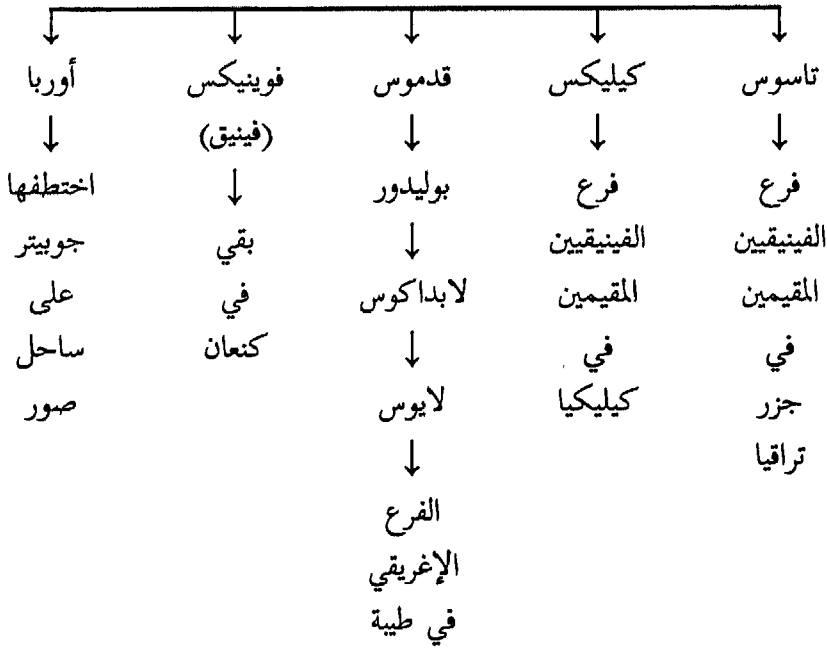 تاسوس
فرع
الفينيقيين
المقيمين
في
جزر
تراقيا
كيليكس
فرع
الفينيقيين
المقيمين
في
كيليكيا
قدموس
بوليدور
لابداكوس
لايوس
الفرع
الإغريقي
في طيبة
فوينيكس
(فينيق)
بقي
في
كنعان
أوربا
اختطفها
جوبيتر
على
ساحل
صور